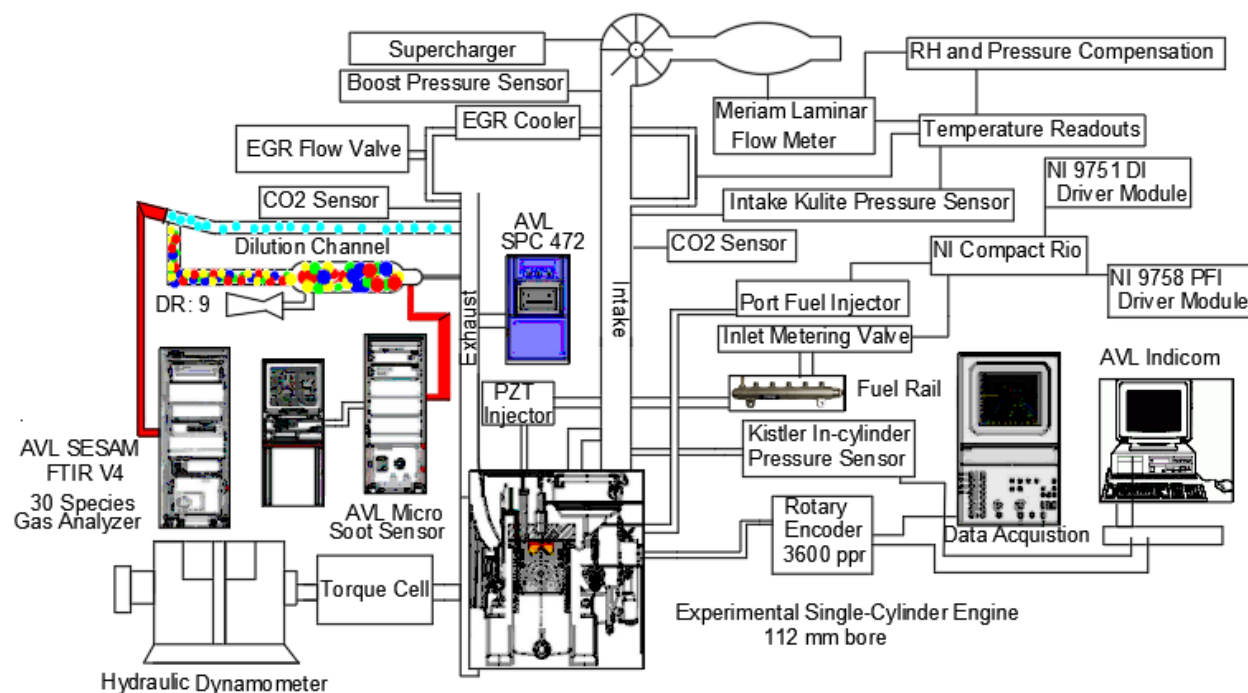 Supercharger
RH and Pressure Compensation
Boost Pressure Sensor
EGR Cooler
Meriam Laminar
Flow Meter
Temperature Readouts
EGR Flow Valve
NI 9751 DI
Driver Module
CO2 Sensor
Intake Kulite Pressure Sensor
AVL
SPC 472
Dilution Channel
CO2 Sensor
NI Compact Rio
NI 9758 PFI
Driver Module
DR: 9
Exhaust
Intake
Port Fuel Injector
Inlet Metering Valve
AVL Indicom
Fuel Rail
PZT
Injector
Kistler In-cylinder
Pressure Sensor
AVL SESAM
FTIR V4
30 Species
Gas Analyzer
AVL Micro
Soot Sensor
Rotary
Encoder
3600 ppr
Data Acquistion
Torque Cell
Experimental Single-Cylinder Engine
112 mm bore
Hydraulic Dynamometer